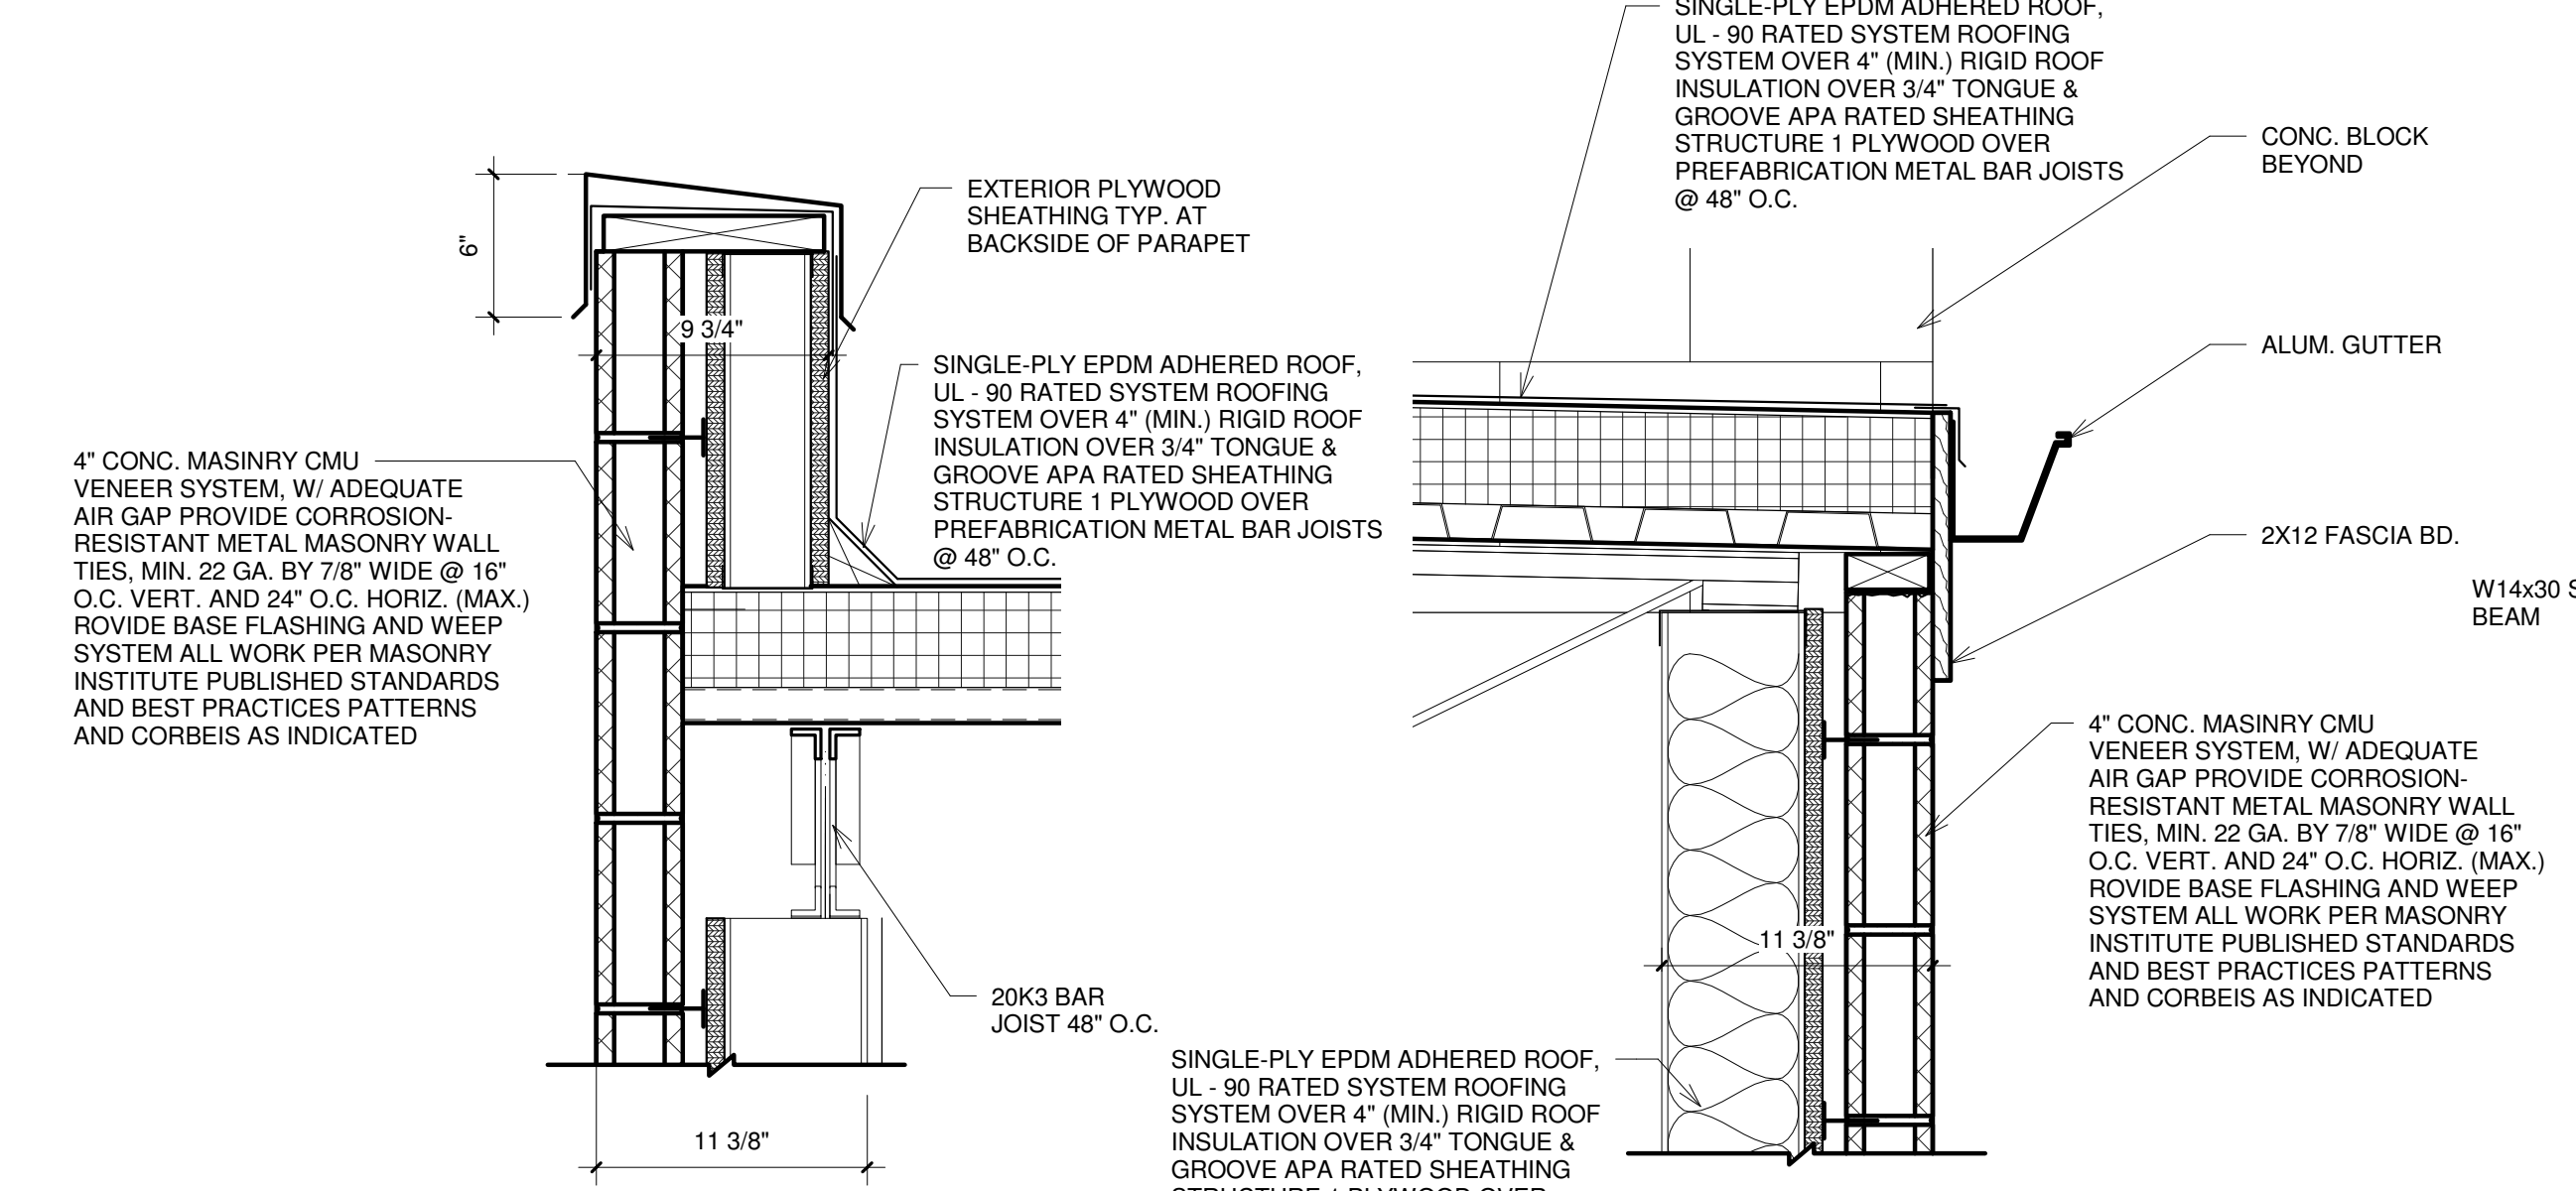 6"
EXTERIOR PLYWOOD
SHEATHING TYP. AT
BACKSIDE OF PARAPET
9 3/4"
SINGLE-PLY EPDM ADHERED ROOF,
UL - 90 RATED SYSTEM ROOFING
SYSTEM OVER 4" (MIN.) RIGID ROOF
INSULATION OVER 3/4" TONGUE &
GROOVE APA RATED SHEATHING
STRUCTURE 1 PLYWOOD OVER
PREFABRICATION METAL BAR JOISTS
@ 48" O.C.
4" CONC. MASINRY CMU
VENEER SYSTEM, W/ ADEQUATE
AIR GAP PROVIDE CORROSION-
RESISTANT METAL MASONRY WALL
TIES, MIN. 22 GA. BY 7/8" WIDE @ 16"
O.C. VERT. AND 24" O.C. HORIZ. (MAX.)
ROVIDE BASE FLASHING AND WEEP
SYSTEM ALL WORK PER MASONRY
INSTITUTE PUBLISHED STANDARDS
AND BEST PRACTICES PATTERNS
AND CORBEIS AS INDICATED
20K3 BAR
JOIST 48" O.C.
11 3/8"
SINGLE-PLY EPDM ADHERED ROOF,
UL - 90 RATED SYSTEM ROOFING
SYSTEM OVER 4" (MIN.) RIGID ROOF
INSULATION OVER 3/4" TONGUE &
GROOVE APA RATED SHEATHING
STRUCTURE 1 PLYWOOD OVER
PREFABRICATION METAL BAR JOISTS
@ 48" O.C.
CONC. BLOCK
BEYOND
ALUM. GUTTER
2X12 FASCIA BD.
W14x30
BEAM
4" CONC. MASINRY CMU
VENEER SYSTEM, W/ ADEQUATE
AIR GAP PROVIDE CORROSION-
RESISTANT METAL MASONRY WALL
TIES, MIN. 22 GA. BY 7/8" WIDE @ 16"
O.C. VERT. AND 24" O.C. HORIZ. (MAX.)
ROVIDE BASE FLASHING AND WEEP
SYSTEM ALL WORK PER MASONRY
INSTITUTE PUBLISHED STANDARDS
AND BEST PRACTICES PATTERNS
AND CORBEIS AS INDICATED
11 3/8"
SINGLE-PLY EPDM ADHERED ROOF,
UL - 90 RATED SYSTEM ROOFING
SYSTEM OVER 4" (MIN.) RIGID ROOF
INSULATION OVER 3/4" TONGUE &
GROOVE APA RATED SHEATHING
STRUCTURE 1 PLYWOOD OVER